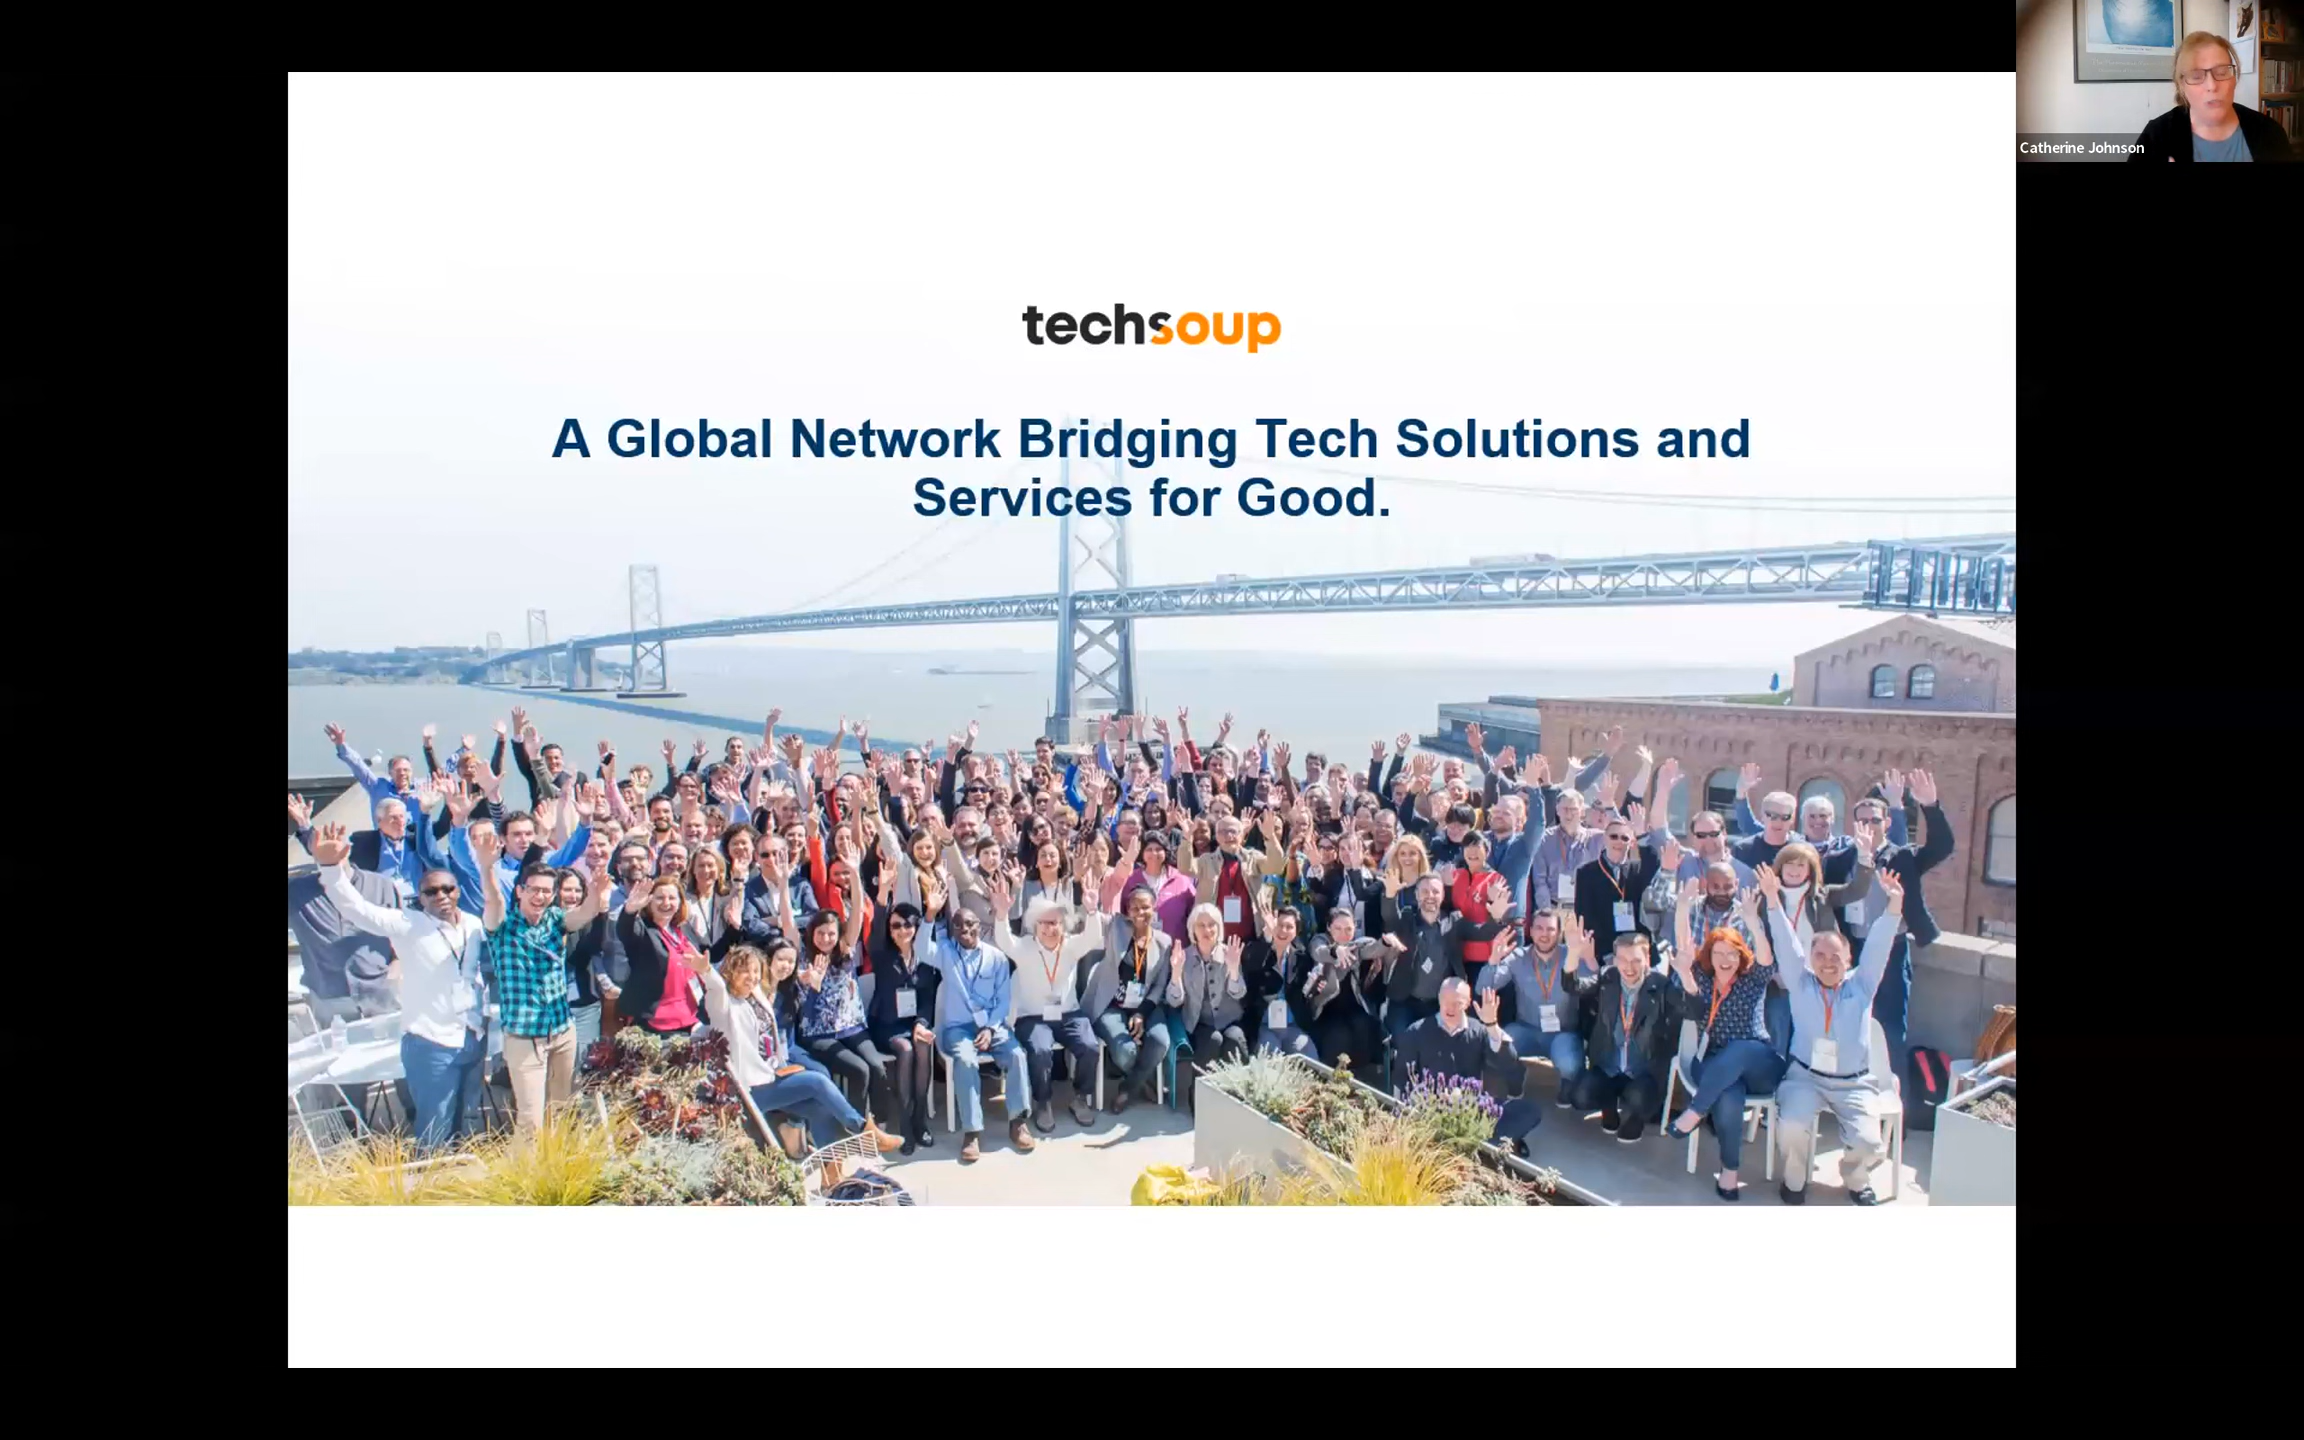 techsoup
A Global Network Bridging Tech Solutions and
Services for Good.
Catherine Johnson